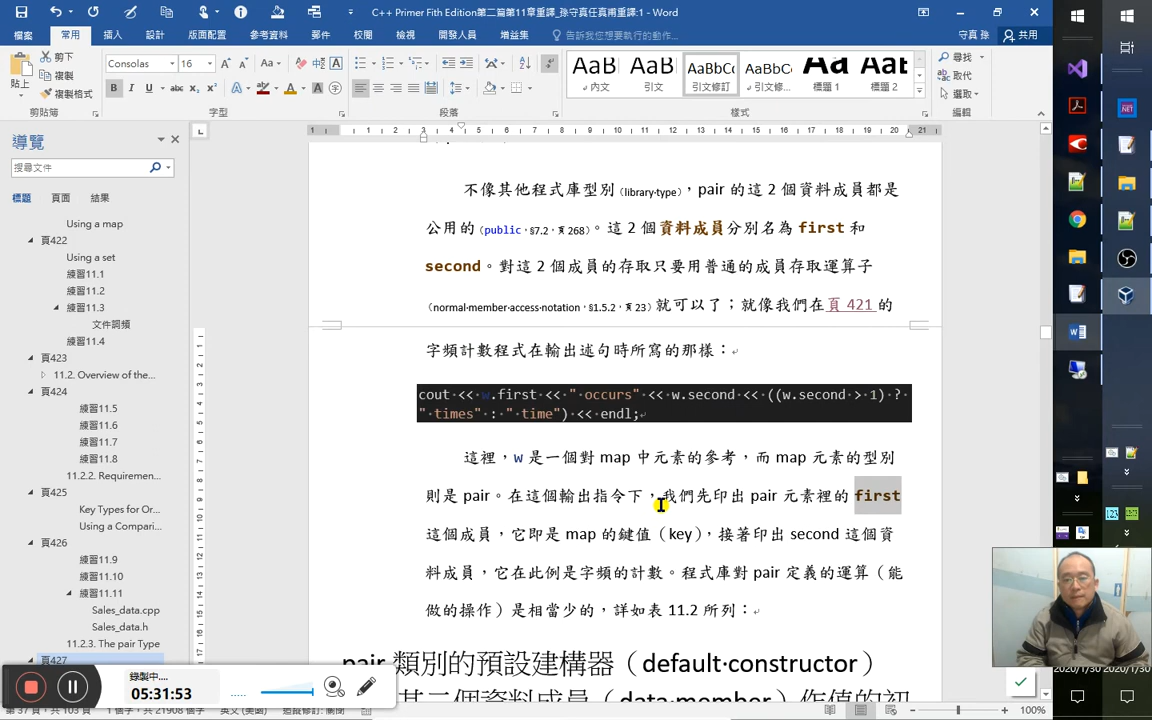 C++ Primer Fith Edition第二篇第11章重譯_孫守真任真甫重譯:1 - Word
檔案 常用 插入 設計 版面配置 參考資料 郵件 校閱 檢視 開發人員 增益集 告訴我您想要執行的動作... 守真 孫 共用
貼上 剪下 複製 複製格式 剪貼簿
Consolas 16 字型
段落
AaB AaB AaBbCc AaBbCc AaB AaB
內文 引文 引文修訂 引文修... 標題 1 標題 2 樣式
尋找 取代 選取 編輯
導覽
搜尋文件
標題 頁面 結果
Using a map
頁422
Using a set
練習11.1
練習11.2
練習11.3
文件詞頻
練習11.4
頁423
11.2. Overview of the...
頁424
練習11.5
練習11.6
練習11.7
練習11.8
11.2.2. Requiremen...
頁425
Key Types for Or...
Using a Compari...
頁426
練習11.9
練習11.10
練習11.11
Sales_data.cpp
Sales_data.h
11.2.3. The pair Type
頁427
不像其他程式庫型別(library·type),pair 的這 2 個資料成員都是
公用的(public·§7.2·頁268)。這 2 個資料成員分別名為 first 和
second。對這 2 個成員的存取只要用普通的成員存取運算子
(normal·member·access·notation·§1.5.2·頁 23)就可以了;就像我們在頁 421 的
字頻計數程式在輸出述句時所寫的那樣:
cout << w.first << " occurs" << w.second << ((w.second > 1) ?
" times" : " time") << endl;
這裡,w 是一個對 map 中元素的參考,而 map 元素的型別
則是 pair。在這個輸出指令下,我們先印出 pair 元素裡的 first
這個成員,它即是 map 的鍵值(key),接著印出 second 這個資
料成員,它在此例是字頻的計數。程式庫對 pair 定義的運算(能
做的操作)是相當少的,詳如表 11.2 所列:
pair 類別的預設建構器(default·constructor)
錄製中...
05:31:53
2020/1/30 2020/1/30
100%